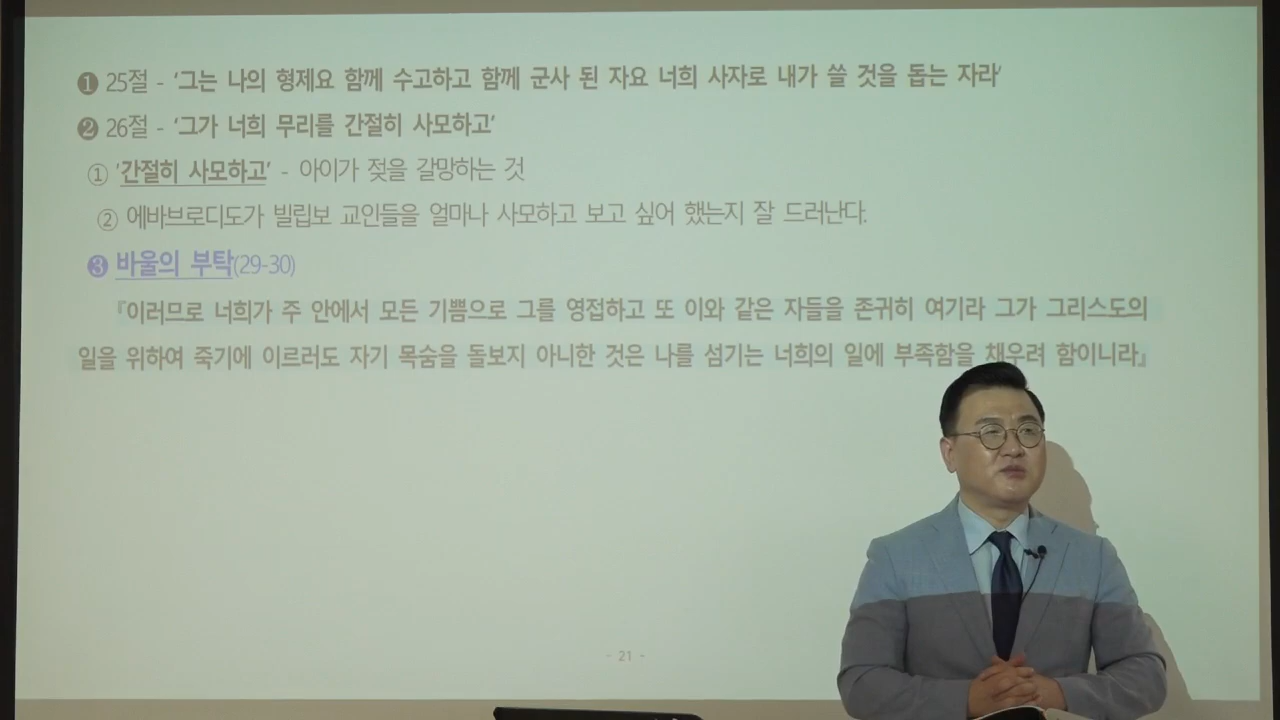 ❶ 25절 - '그는 나의 형제요 함께 수고하고 함께 군사 된 자요 너희 사자로 내가 쓸 것을 돕는 자라'
❷ 26절 - '그가 너희 무리를 간절히 사모하고'
① '간절히 사모하고' - 아이가 젖을 갈망하는 것
② 에바브로디도가 빌립보 교인들을 얼마나 사모하고 보고 싶어 했는지 잘 드러난다.
❸ 바울의 부탁(29-30)
『이러므로 너희가 주 안에서 모든 기쁨으로 그를 영접하고 또 이와 같은 자들을 존귀히 여기라 그가 그리스도의
일을 위하여 죽기에 이르러도 자기 목숨을 돌보지 아니한 것은 나를 섬기는 너희의 일에 부족함을 채우려 함이니라』
- 21 -